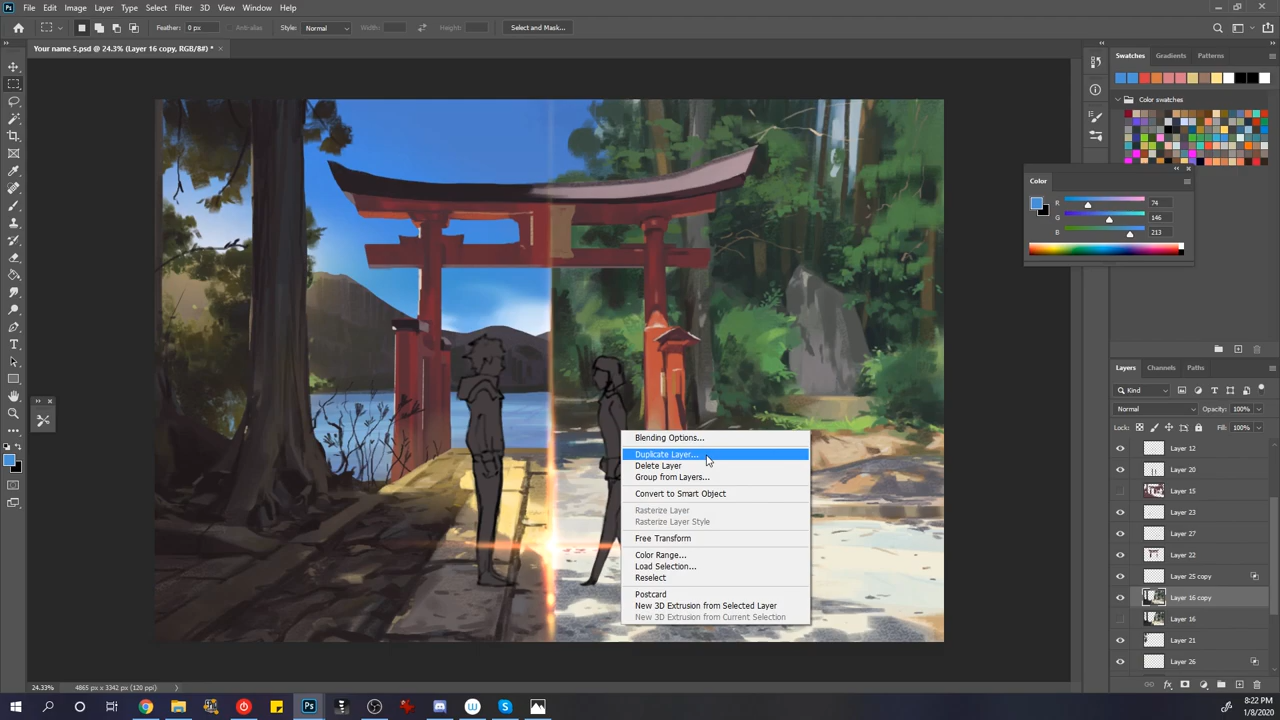 File Edit Image Layer Type Select Filter 3D View Window Help
Feather: 0 px Anti-alias Style: Normal Width: Height: Select and Mask...
Your name 5.psd @ 24.3% (Layer 16 copy, RGB/8#) *
Swatches Gradients Patterns
Color swatches
Color
R 74
G 146
B 213
Blending Options...
Duplicate Layer...
Delete Layer
Group from Layers...
Convert to Smart Object
Rasterize Layer
Rasterize Layer Style
Free Transform
Color Range...
Load Selection...
Reselect
Postcard
New 3D Extrusion from Selected Layer
New 3D Extrusion from Current Selection
Layers Channels Paths
Kind
Normal Opacity: 100%
Lock: Fill: 100%
Layer 12
Layer 20
Layer 15
Layer 23
Layer 27
Layer 22
Layer 25 copy
Layer 16 copy
Layer 16
Layer 21
Layer 26
24.33% 4865 px x 3342 px (120 ppi)
8:22 PM
1/8/2020